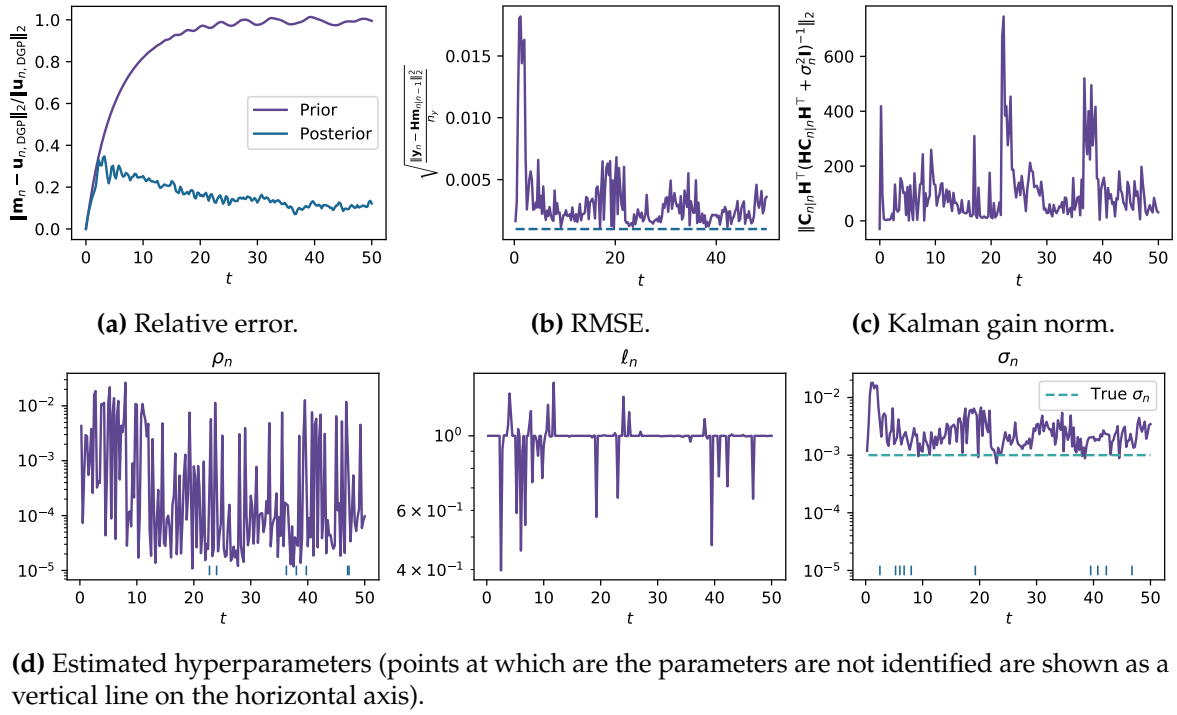 ‖m_n − u_{n, DGP}‖_2/‖u_{n, DGP}‖_2
1.0
0.8
0.6
0.4
0.2
0.0
Prior
Posterior
0 10 20 30 40 50
t
(a) Relative error.
√(‖y_n − Hm_{n|n−1}‖_2^2 / n_y)
0.015
0.010
0.005
0 20 40
t
(b) RMSE.
‖C_{n|n}H^⊤(HC_{n|n}H^⊤ + σ_n^2I)^{−1}‖_2
600
400
200
0
0 10 20 30 40 50
t
(c) Kalman gain norm.
ρ_n
10^{−2}
10^{−3}
10^{−4}
10^{−5}
0 10 20 30 40 50
t
ℓ_n
10^0
6 × 10^{−1}
4 × 10^{−1}
0 10 20 30 40 50
t
σ_n
True σ_n
10^{−2}
10^{−3}
10^{−4}
10^{−5}
0 10 20 30 40 50
t
(d) Estimated hyperparameters (points at which are the parameters are not identified are shown as a
vertical line on the horizontal axis).